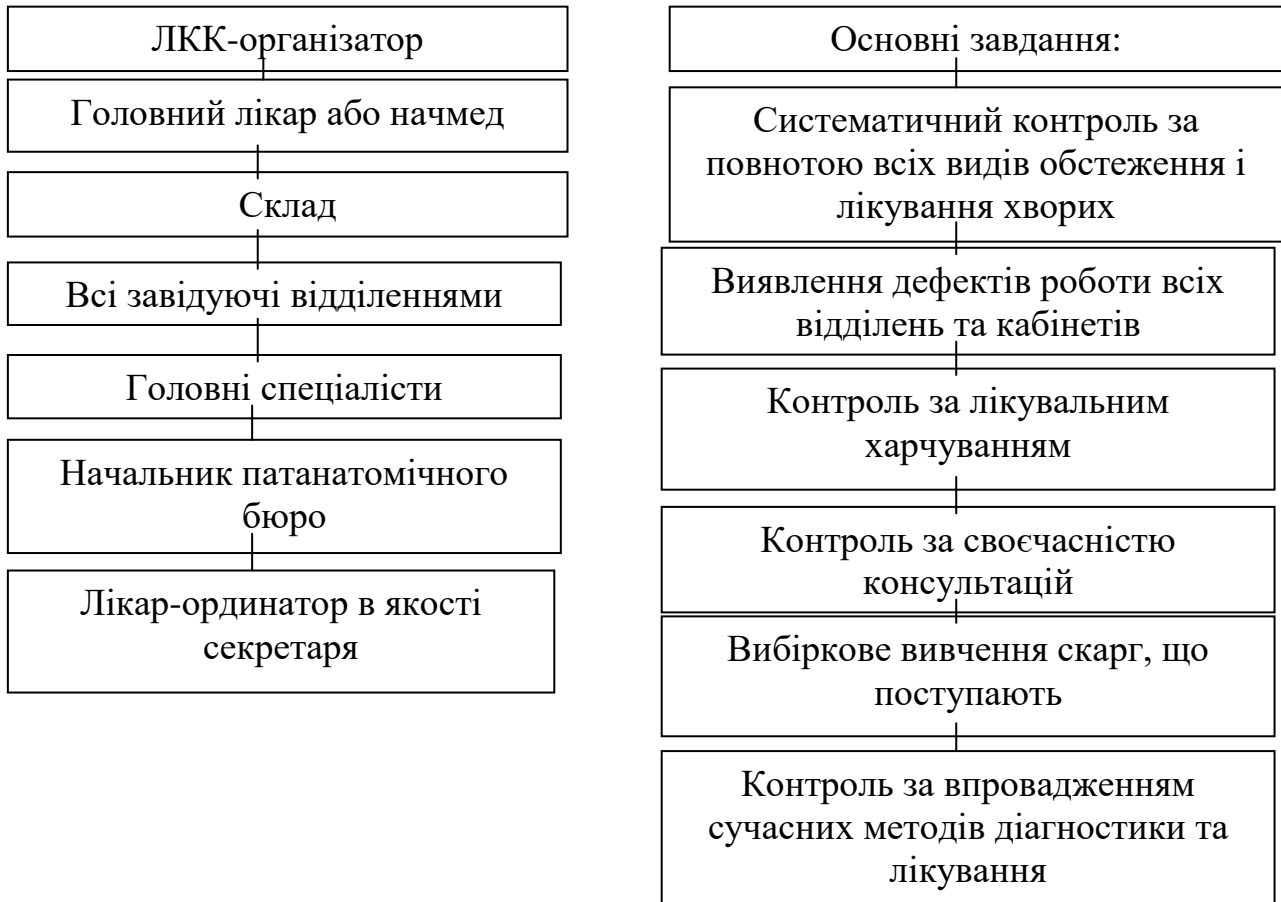 ЛКК-організатор
Головний лікар або начмед
Склад
Всі завідуючі відділеннями
Головні спеціалісти
Начальник патанатомічного
бюро
Лікар-ординатор в якості
секретаря
Основні завдання:
Систематичний контроль за
повнотою всіх видів обстеження і
лікування хворих
Виявлення дефектів роботи всіх
відділень та кабінетів
Контроль за лікувальним
харчуванням
Контроль за своєчасністю
консультацій
Вибіркове вивчення скарг, що
поступають
Контроль за впровадженням
сучасних методів діагностики та
лікування